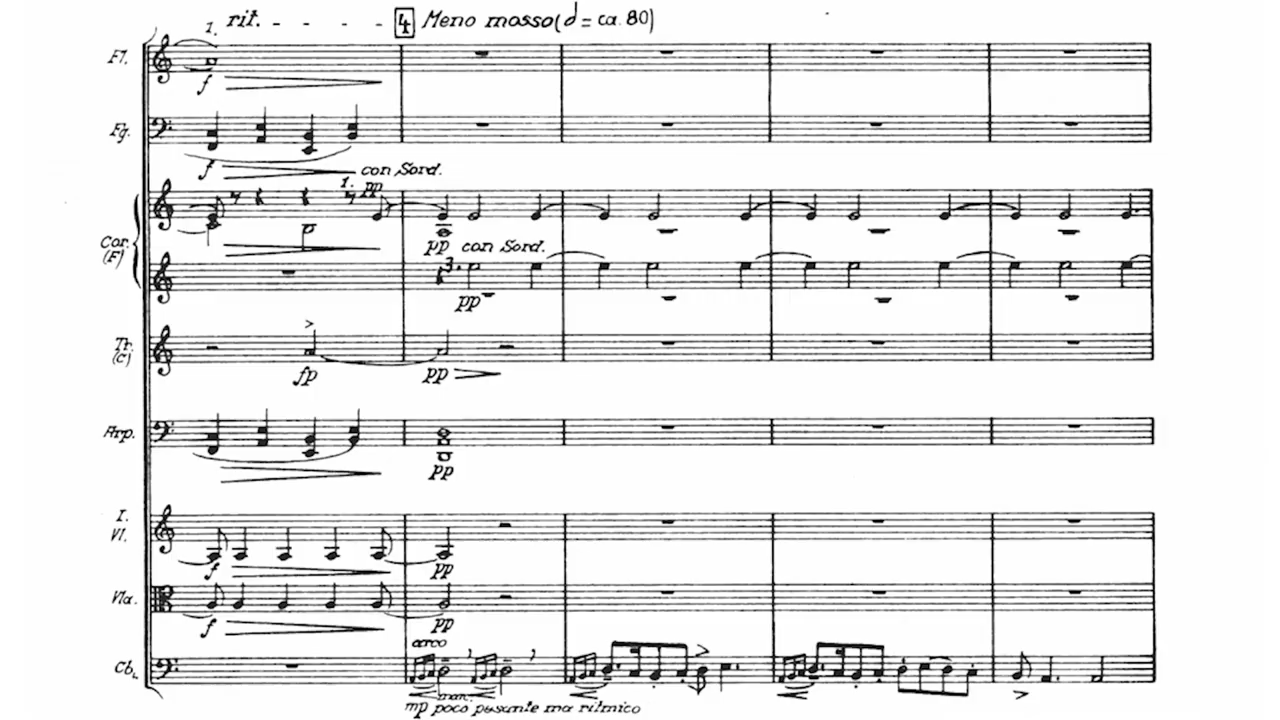 1. rit. - - - - 4 Meno mosso (𝅗𝅥 = ca. 80)
Fl.
f
Fg.
f con Sord.
1. pp
Cor.
(F)
pp con Sord.
3.
pp
Tr.
(C)
>
fp pp
Arp.
pp
I.
Vl.
f pp
Vla.
f pp
arco
Cb.
>
man.
mp poco pesante ma ritmico
>